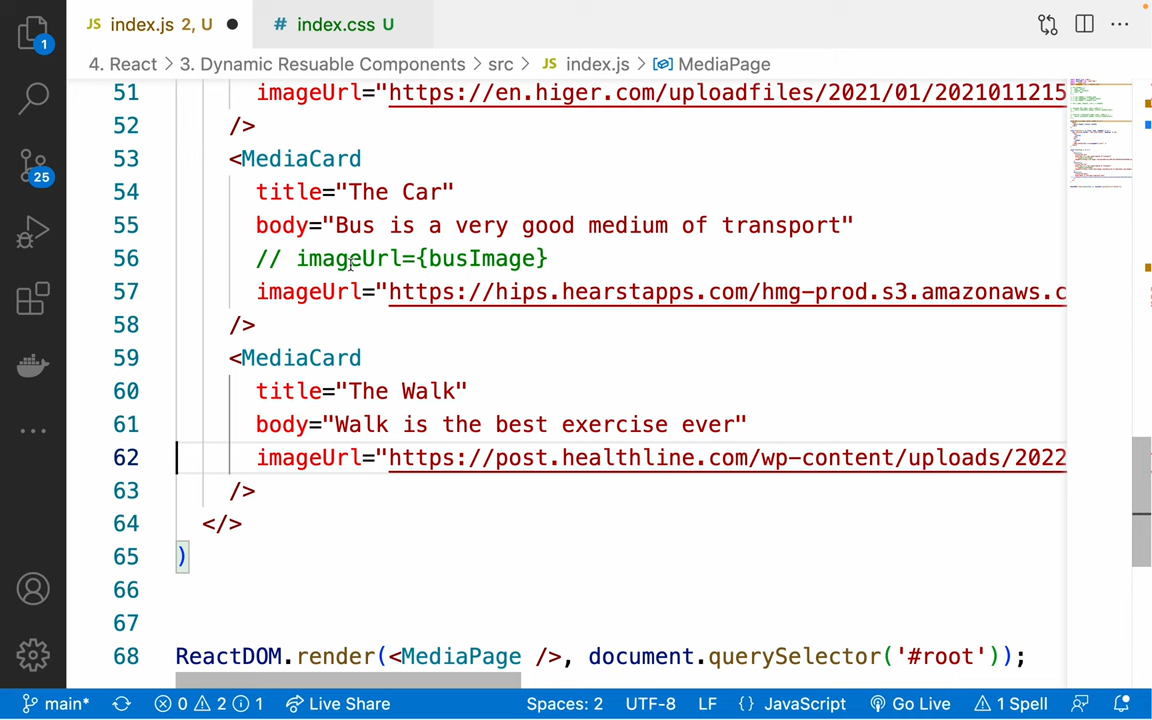 JS index.js 2, U ● # index.css U ...
1
4. React > 3. Dynamic Resuable Components > src > JS index.js > MediaPage
51 imageUrl="https://en.higer.com/uploadfiles/2021/01/2021011215
52 />
53 <MediaCard
54 title="The Car"
55 body="Bus is a very good medium of transport"
56 // imageUrl={busImage}
57 imageUrl="https://hips.hearstapps.com/hmg-prod.s3.amazonaws.c
58 />
59 <MediaCard
60 title="The Walk"
61 body="Walk is the best exercise ever"
62 imageUrl="https://post.healthline.com/wp-content/uploads/2022
63 />
64 </>
65 )
66
67
68 ReactDOM.render(<MediaPage />, document.querySelector('#root'));
25
main* 0 2 1 Live Share Spaces: 2 UTF-8 LF {} JavaScript Go Live 1 Spell